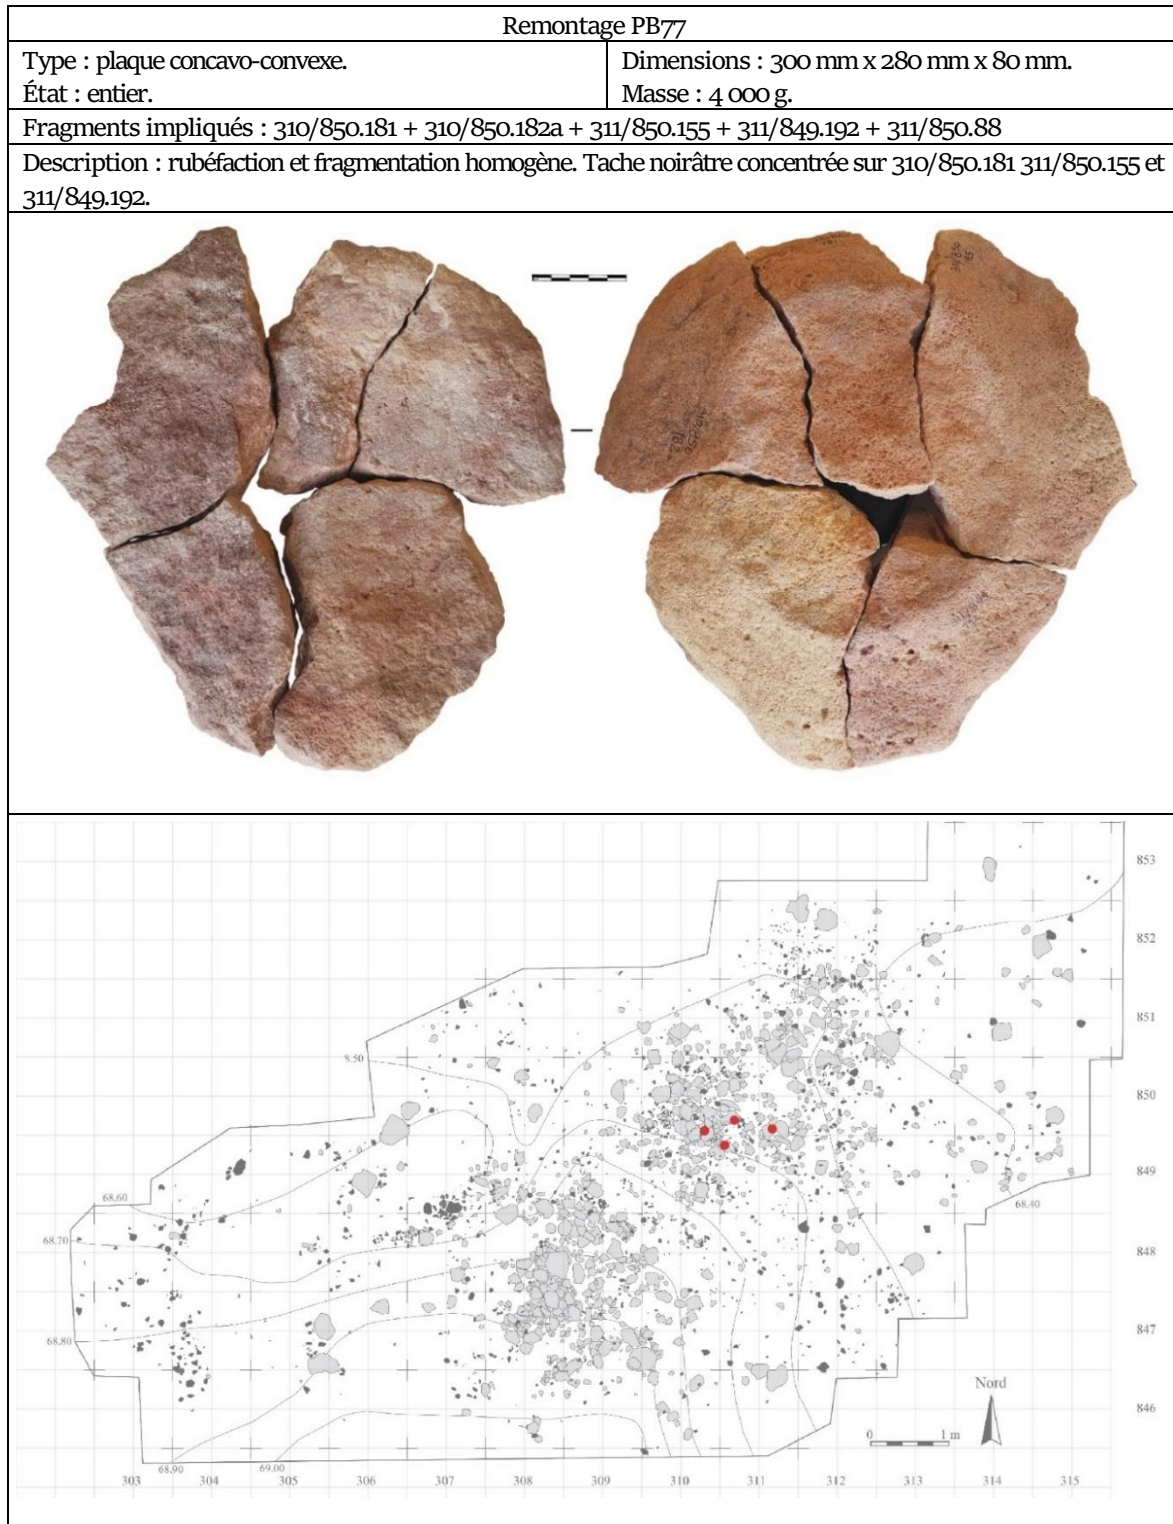 Remontage PB77
Type : plaque concavo-convexe.
État : entier.
Dimensions : 300 mm x 280 mm x 80 mm.
Masse : 4 000 g.
Fragments impliqués : 310/850.181 + 310/850.182a + 311/850.155 + 311/849.192 + 311/850.88
Description : rubéfaction et fragmentation homogène. Tache noirâtre concentrée sur 310/850.181 311/850.155 et
311/849.192.
853
852
851
8.50
850
849
68.60
68.40
68.70
848
68.80
847
Nord
846
0 1 m
68.90 69.00
303 304 305 306 307 308 309 310 311 312 313 314 315